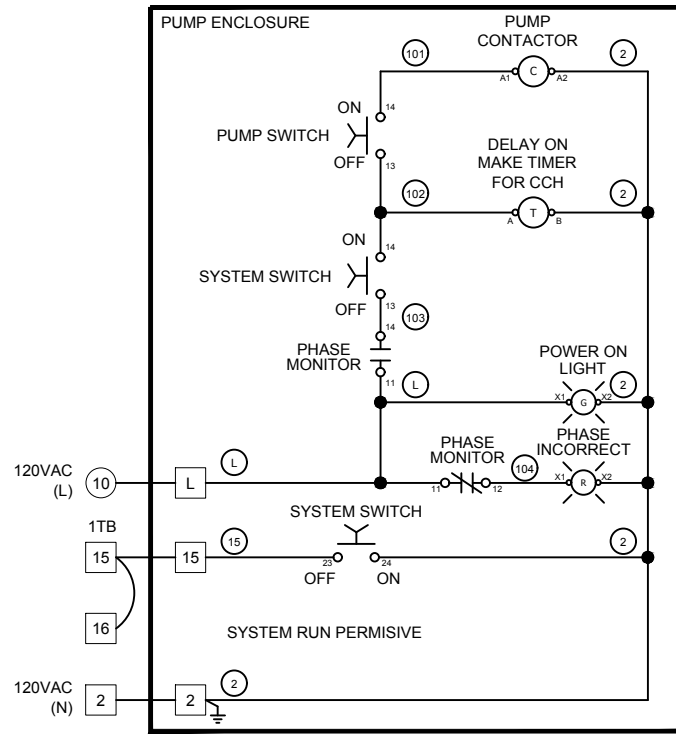 PUMP ENCLOSURE
PUMP
CONTACTOR
101
2
A1
C
A2
ON
14
PUMP SWITCH
OFF
13
DELAY ON
MAKE TIMER
FOR CCH
102
2
A
T
B
ON
14
SYSTEM SWITCH
OFF
13
103
14
PHASE
MONITOR
11
L
POWER ON
LIGHT
2
X1
G
X2
120VAC
(L)
10
L
L
PHASE
MONITOR
11
12
104
PHASE
INCORRECT
X1
R
X2
1TB
15
15
15
SYSTEM SWITCH
23
24
OFF
ON
2
16
SYSTEM RUN PERMISIVE
120VAC
(N)
2
2
2